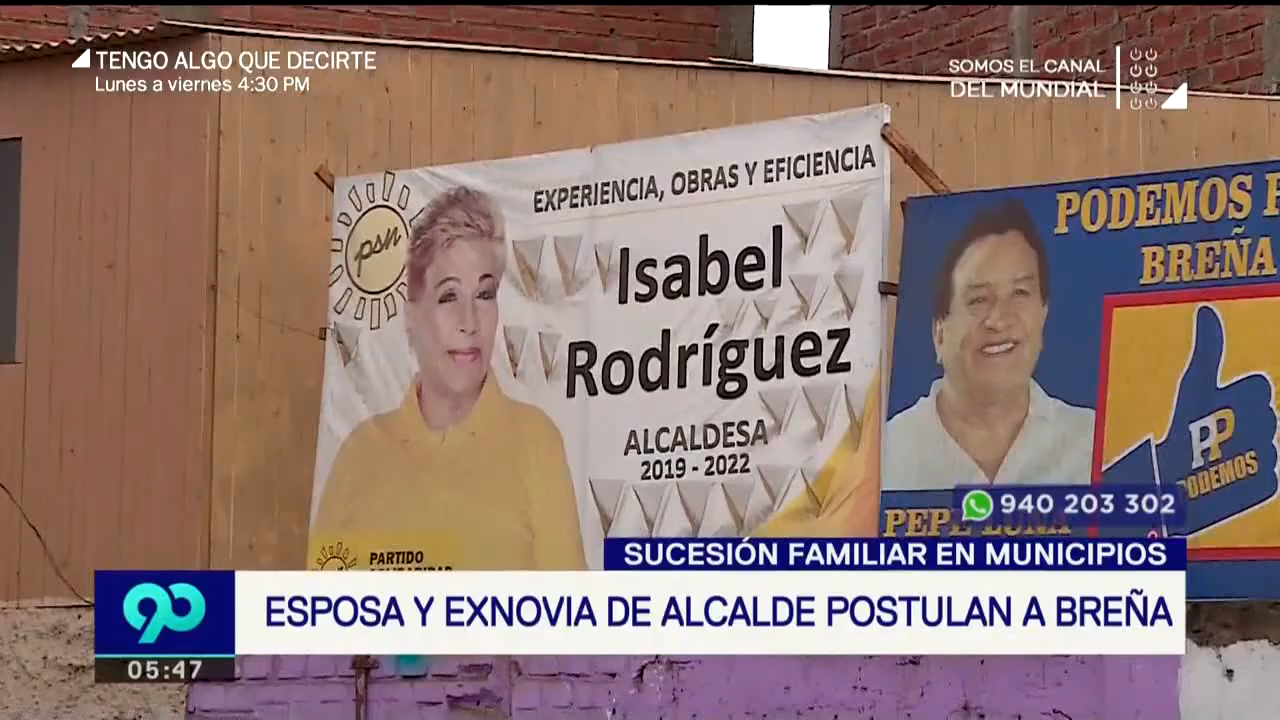 TENGO ALGO QUE DECIRTE
Lunes a viernes 4:30 PM
SOMOS EL CANAL
DEL MUNDIAL
EXPERIENCIA, OBRAS Y EFICIENCIA
psn
Isabel
Rodríguez
ALCALDESA
2019 - 2022
PARTIDO
PODEMOS
BREÑA
PP
PODEMOS
PEPE LUNA
940 203 302
SUCESIÓN FAMILIAR EN MUNICIPIOS
90
ESPOSA Y EXNOVIA DE ALCALDE POSTULAN A BREÑA
05:47